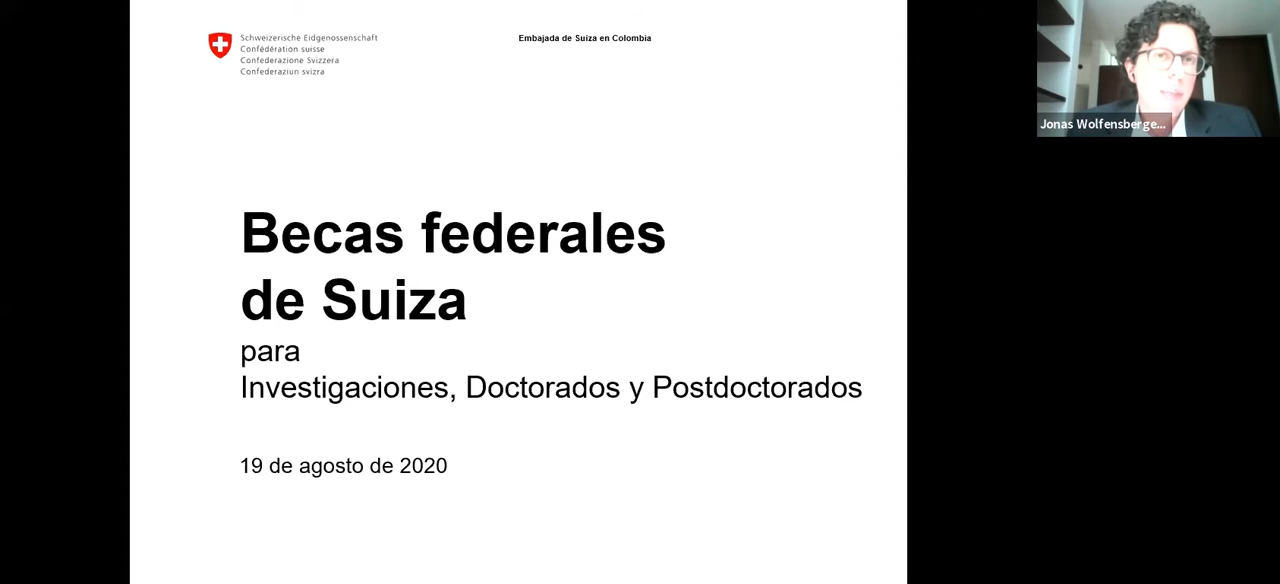 Schweizerische Eidgenossenschaft
Confédération suisse
Confederazione Svizzera
Confederaziun svizra
Embajada de Suiza en Colombia
Jonas Wolfensberge...
Becas federales
de Suiza
para
Investigaciones, Doctorados y Postdoctorados
19 de agosto de 2020